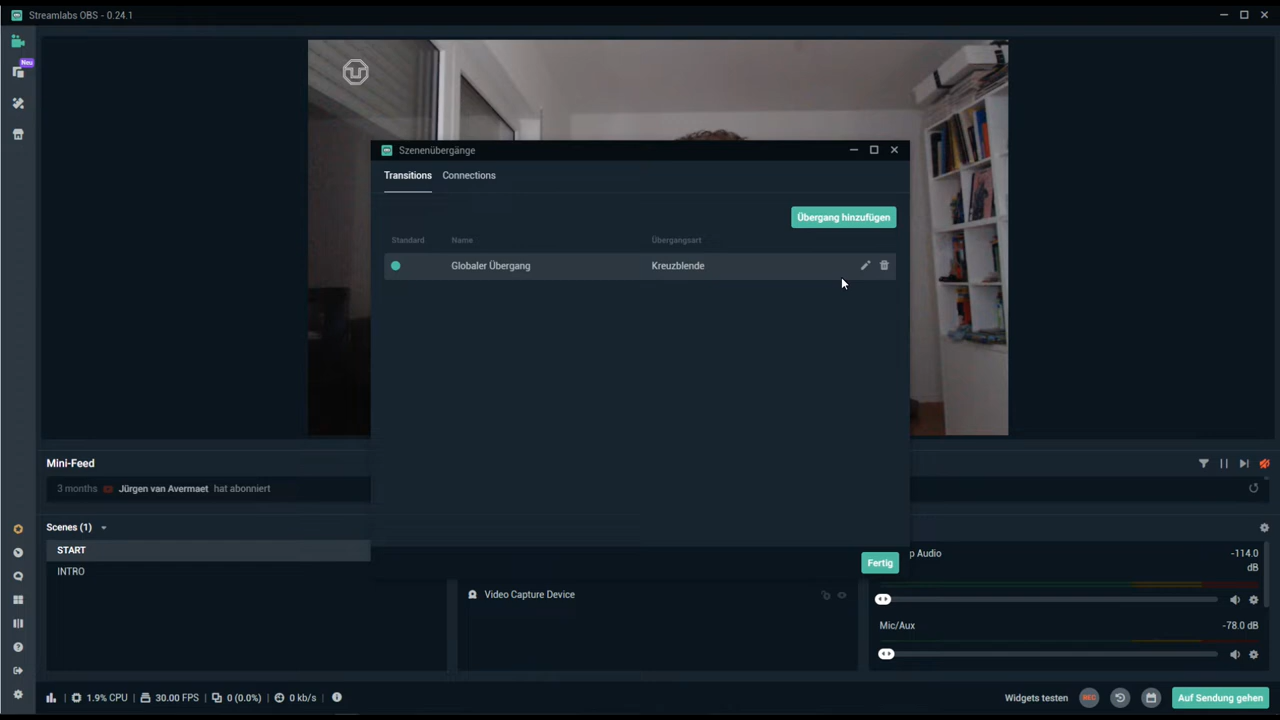 Streamlabs OBS - 0.24.1
Neu
Szenenübergänge
Transitions Connections
Übergang hinzufügen
Standard Name Übergangsart
Globaler Übergang Kreuzblende
Mini-Feed
3 months Jürgen van Avermaet hat abonniert
Fertig
Scenes (1)
START
INTRO
Video Capture Device
p Audio -114.0 dB
Mic/Aux -78.0 dB
1.9% CPU 30.00 FPS 0 (0.0%) 0 kb/s
Widgets testen REC Auf Sendung gehen